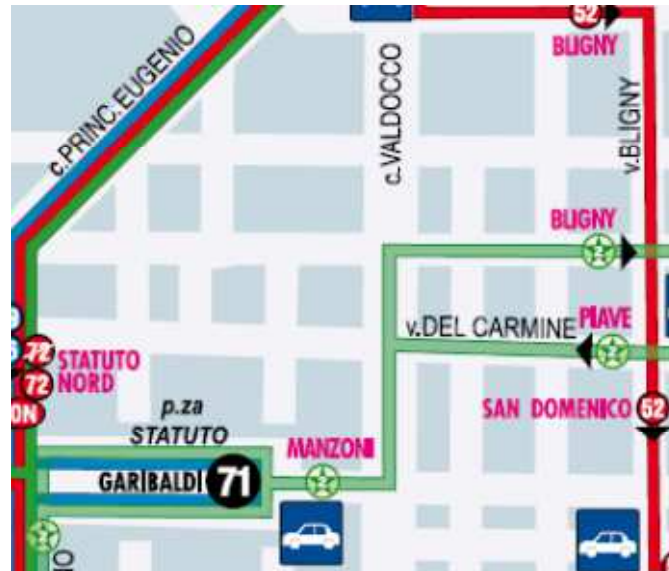 52
BLIGNY
c.PRINC.EUGENIO
c.VALDOCCO
v.BLIGNY
BLIGNY
v.DEL CARMINE
PIAVE
72
72
STATUTO
NORD
p.za
STATUTO
SAN DOMENICO
52
MANZONI
GARIBALDI
71